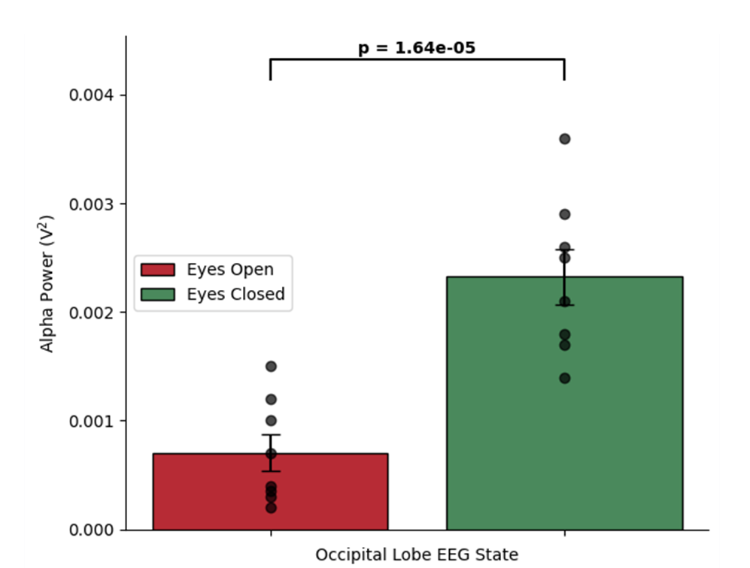 p = 1.64e-05
0.004
0.003
0.002
0.001
0.000
Alpha Power (V²)
Eyes Open
Eyes Closed
Occipital Lobe EEG State